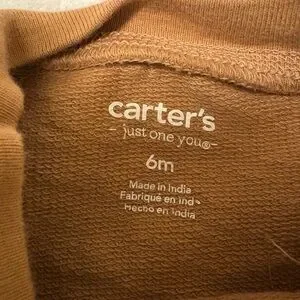 carter's
just one you®
6m
Made in India
Fabriqué en Inde
Hecho en India